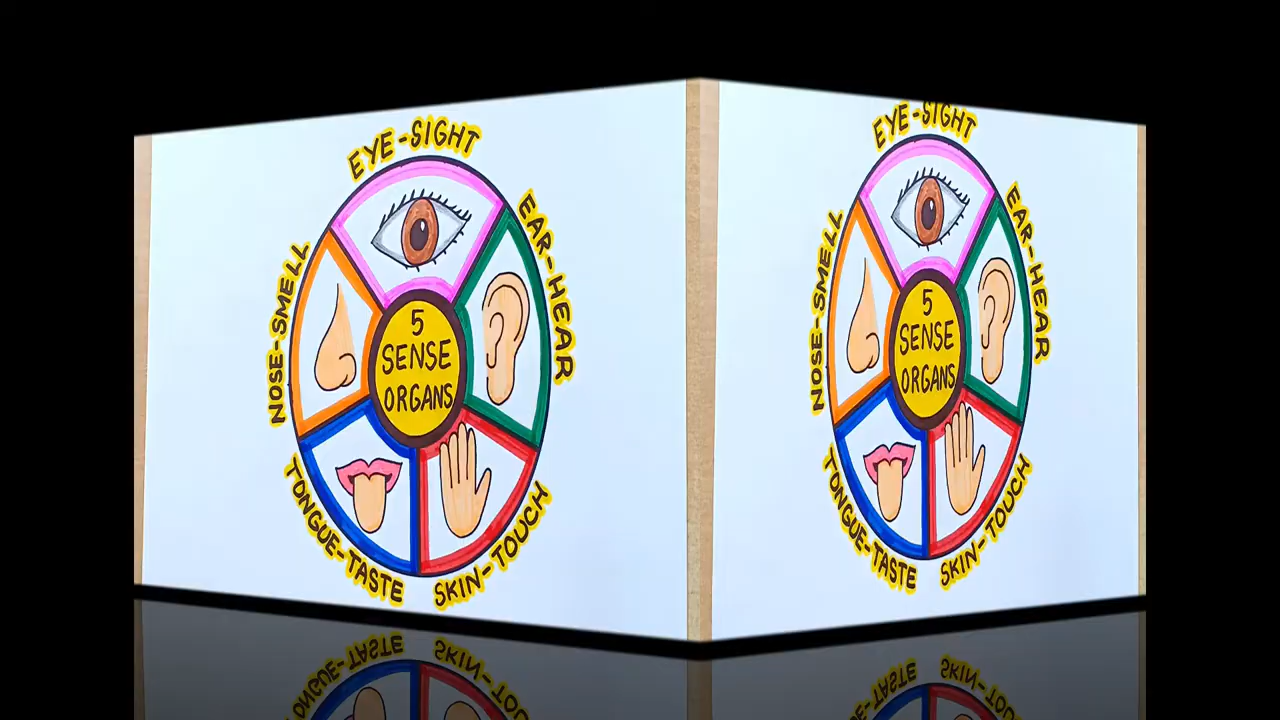 EYE-SIGHT
EAR-HEAR
NOSE-SMELL
5
SENSE
ORGANS
TONGUE-TASTE
SKIN-TOUCH
EYE-SIGHT
EAR-HEAR
NOSE-SMELL
5
SENSE
ORGANS
TONGUE-TASTE
SKIN-TOUCH